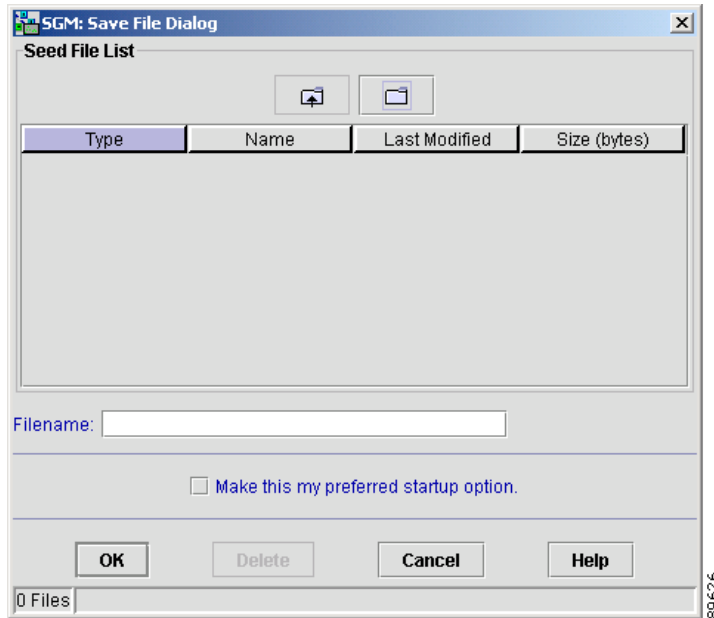 SGM: Save File Dialog
Seed File List
Type Name Last Modified Size (bytes)
Filename:
Make this my preferred startup option.
OK Delete Cancel Help
0 Files
89626